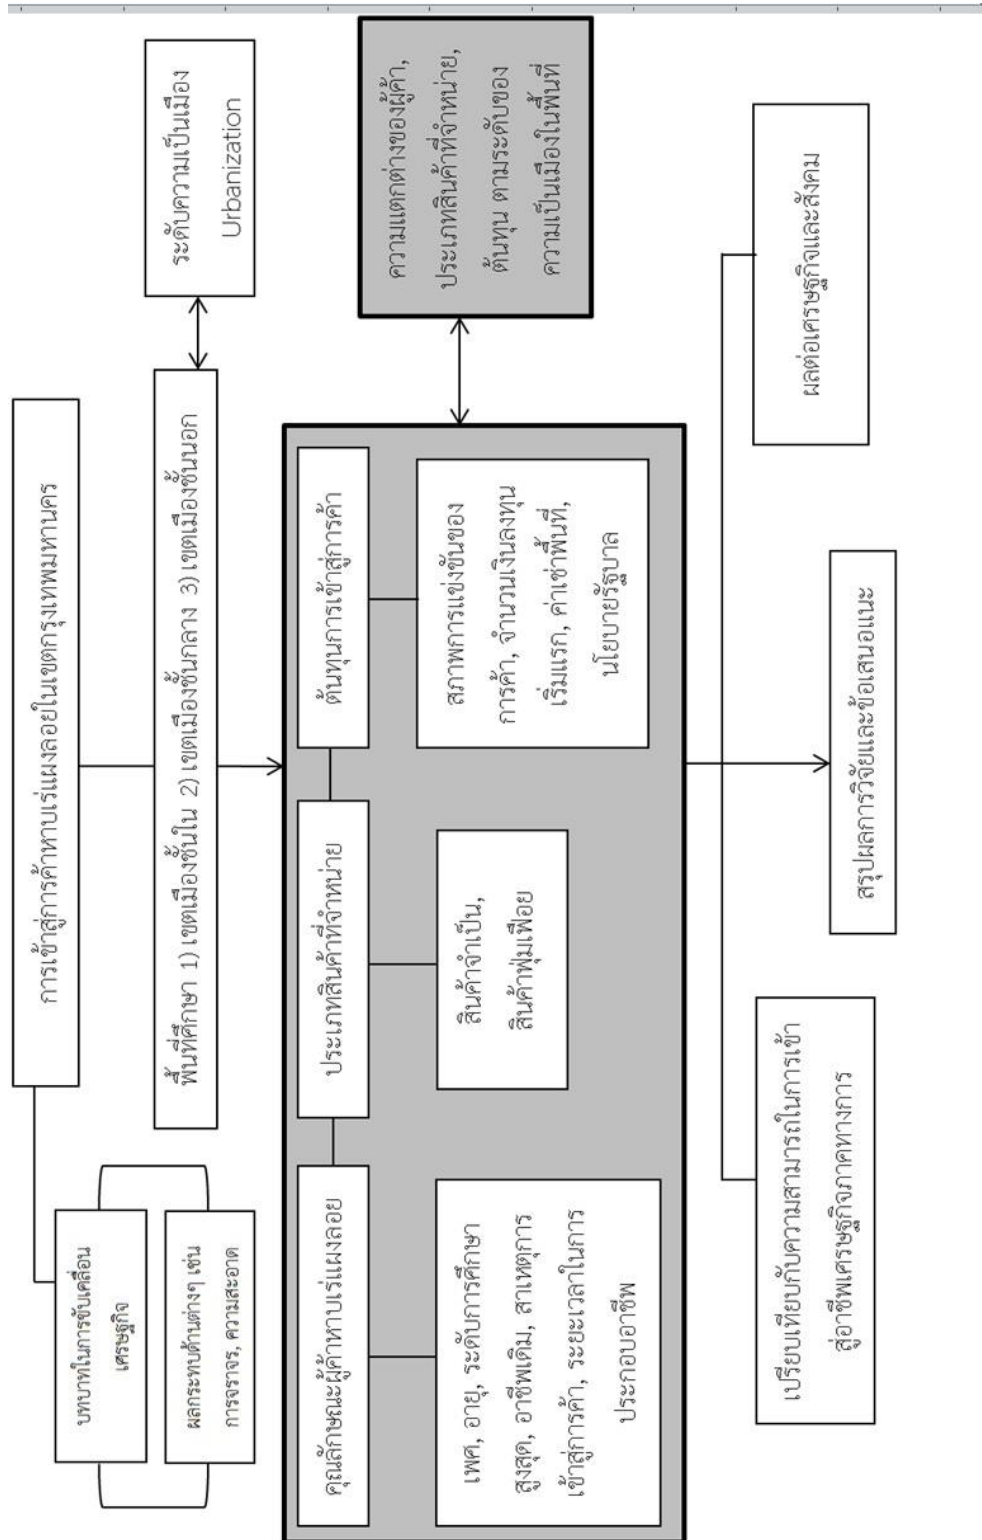 การเข้าสู่การค้าหาบเร่แผงลอยในเขตกรุงเทพมหานคร
บทบาทในการขับเคลื่อน
เศรษฐกิจ
ผลกระทบด้านต่างๆ เช่น
การจราจร, ความสะอาด
พื้นที่ศึกษา 1) เขตเมืองชั้นใน 2) เขตเมืองชั้นกลาง 3) เขตเมืองชั้นนอก
ระดับความเป็นเมือง
Urbanization
คุณลักษณะผู้ค้าหาบเร่แผงลอย
ประเภทสินค้าที่จำหน่าย
ต้นทุนการเข้าสู่การค้า
เพศ, อายุ, ระดับการศึกษา
สูงสุด, อาชีพเดิม, สาเหตุการ
เข้าสู่การค้า, ระยะเวลาในการ
ประกอบอาชีพ
สินค้าจำเป็น,
สินค้าฟุ่มเฟือย
สภาพการแข่งขันของ
การค้า, จำนวนเงินลงทุน
เริ่มแรก, ค่าเช่าพื้นที่,
นโยบายรัฐบาล
ความแตกต่างของผู้ค้า,
ประเภทสินค้าที่จำหน่าย,
ต้นทุน ตามระดับของ
ความเป็นเมืองในพื้นที่
เปรียบเทียบกับความสามารถในการเข้า
สู่อาชีพเศรษฐกิจภาคทางการ
ผลต่อเศรษฐกิจและสังคม
สรุปผลการวิจัยและข้อเสนอแนะ